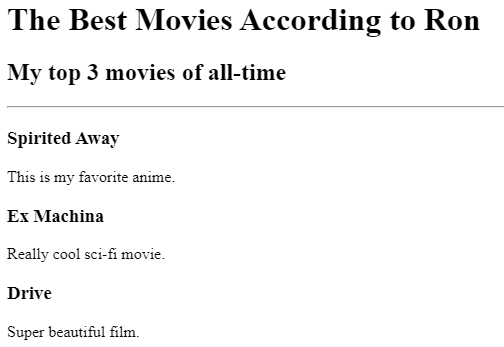 The Best Movies According to Ron
My top 3 movies of all-time
Spirited Away
This is my favorite anime.
Ex Machina
Really cool sci-fi movie.
Drive
Super beautiful film.